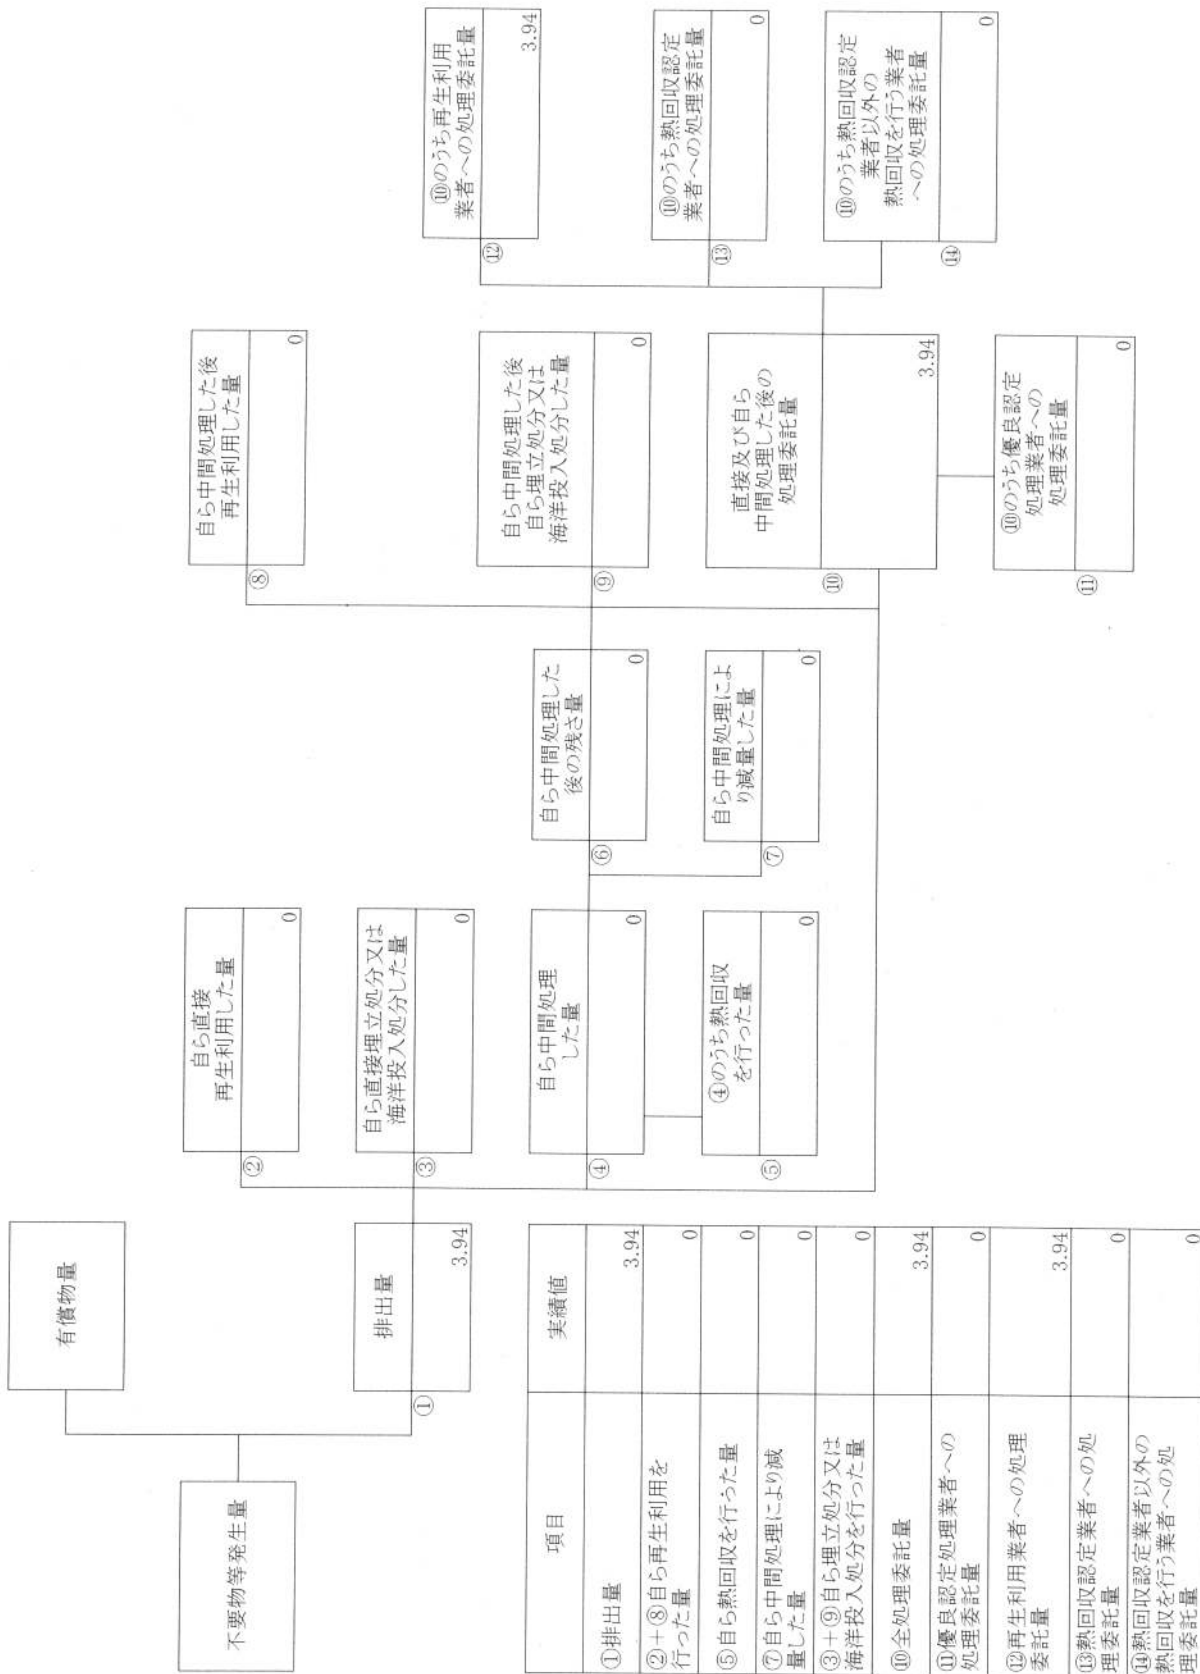 不要物等発生量
有償物量
①
排出量
3.94
②
自ら直接
再生利用した量
0
③
自ら直接埋立処分又は
海洋投入処分した量
0
④
自ら中間処理
した量
0
⑤
④のうち熱回収
を行った量
0
⑥
自ら中間処理した
後の残さ量
0
⑦
自ら中間処理によ
り減量した量
0
⑧
自ら中間処理した後
再生利用した量
0
⑨
自ら中間処理した後
自ら埋立処分又は
海洋投入処分した量
0
⑩
直接及び自ら
中間処理した後の
処理委託量
3.94
⑪
⑩のうち優良認定
処理業者への
処理委託量
0
⑫
⑩のうち再生利用
業者への処理委託量
3.94
⑬
⑩のうち熱回収認定
業者への処理委託量
0
⑭
⑩のうち熱回収認定
業者以外の
熱回収を行う業者
への処理委託量
0
項目 実績値
①排出量 3.94
②+⑧自ら再生利用を
行った量 0
⑤自ら熱回収を行った量 0
⑦自ら中間処理により減
量した量 0
③+⑨自ら埋立処分又は
海洋投入処分を行った量 0
⑩全処理委託量 3.94
⑪優良認定処理業者への
処理委託量 0
⑫再生利用業者への処理
委託量 3.94
⑬熱回収認定業者への処
理委託量 0
⑭熱回収認定業者以外の
熱回収を行う業者への処
理委託量 0